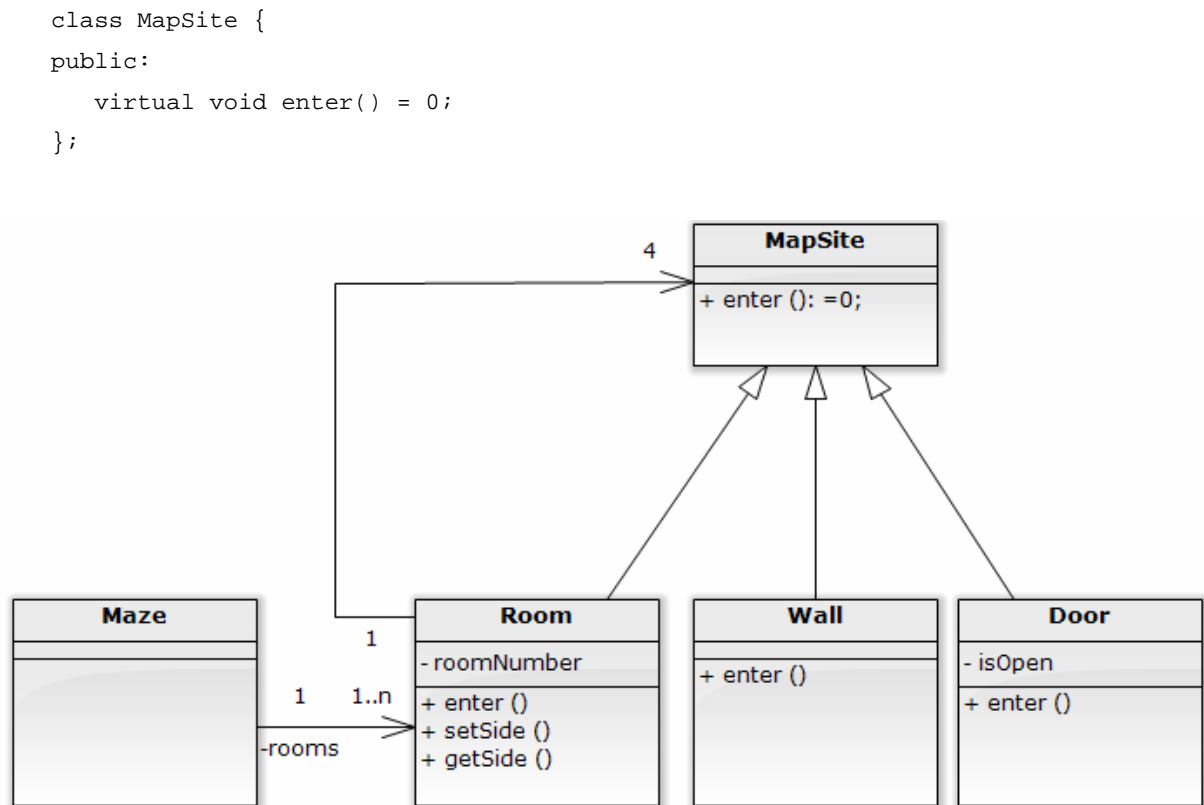 class MapSite {
public:
virtual void enter() = 0;
};
4
MapSite
+ enter (): =0;
Maze
1
1..n
-rooms
1
Room
- roomNumber
+ enter ()
+ setSide ()
+ getSide ()
Wall
+ enter ()
Door
- isOpen
+ enter ()